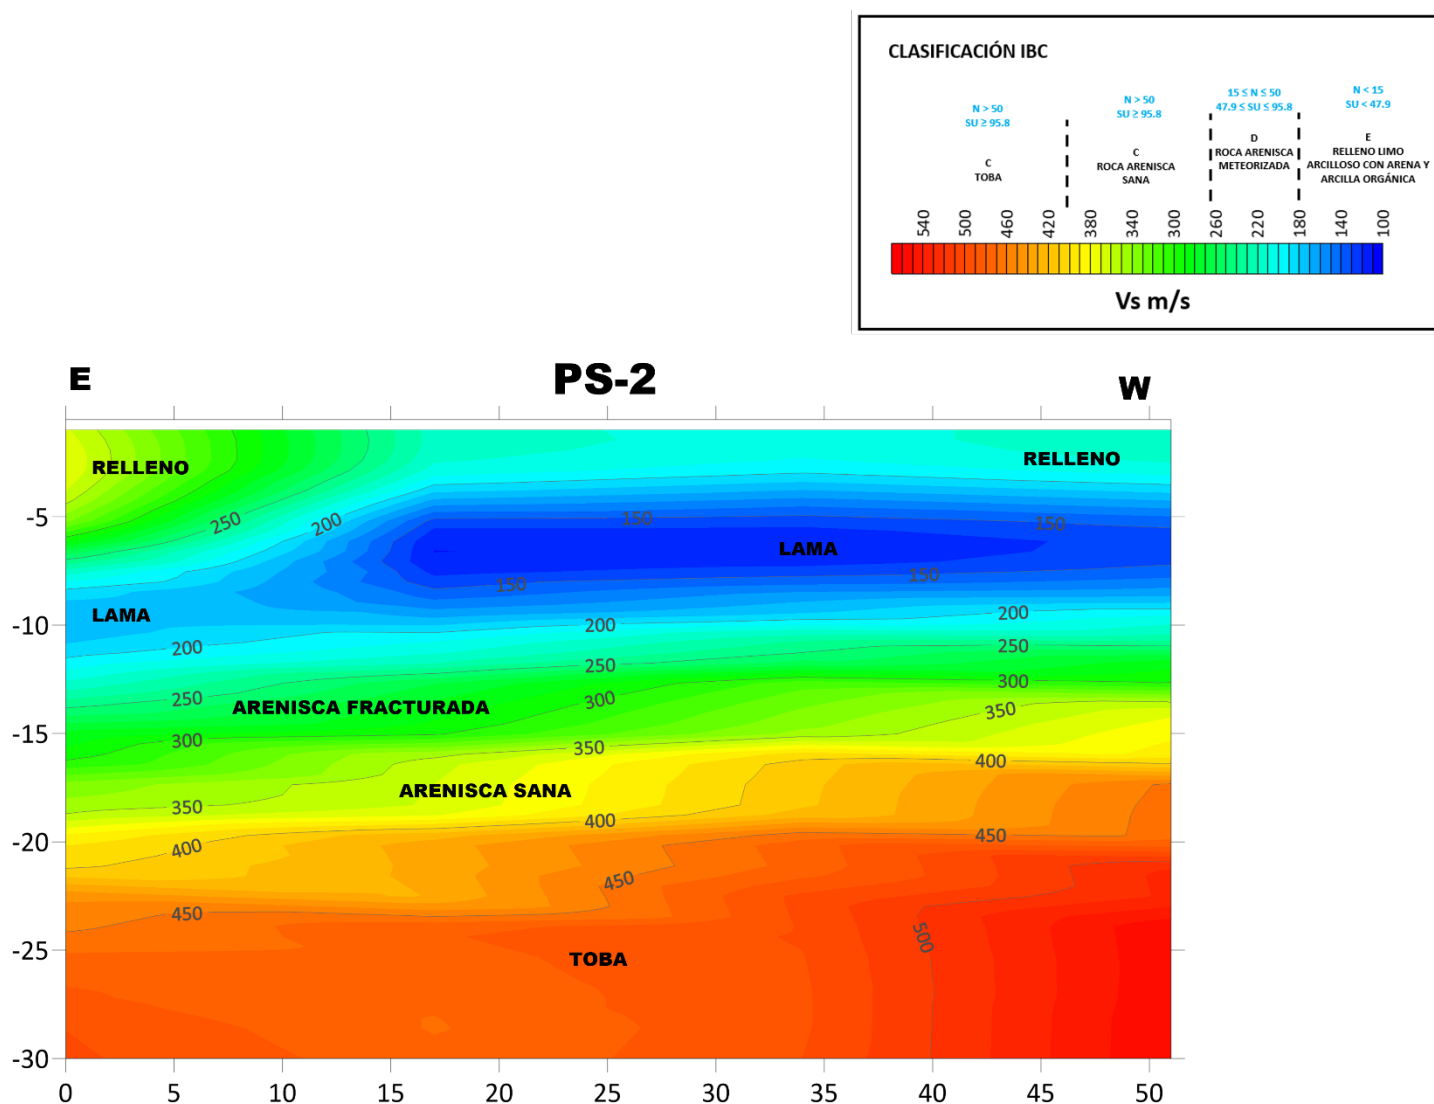 CLASIFICACIÓN IBC
N > 50
SU ≥ 95.8
N > 50
SU ≥ 95.8
15 ≤ N ≤ 50
47.9 ≤ SU ≤ 95.8
N < 15
SU < 47.9
C
TOBA
C
ROCA ARENISCA
SANA
D
ROCA ARENISCA
METEORIZADA
E
RELLENO LIMO
ARCILLOSO CON ARENA Y
ARCILLA ORGÁNICA
540 500 460 420 380 340 300 260 220 180 140 100
Vs m/s
E PS-2 W
RELLENO RELLENO
-5 250 200 150 150
LAMA
150 150
LAMA
-10 200 200 200
250 250
250 300 300
ARENISCA FRACTURADA 350
-15 300 350
400
ARENISCA SANA
350 400
-20 400 450
450
450 500
-25 TOBA
-30
0 5 10 15 20 25 30 35 40 45 50